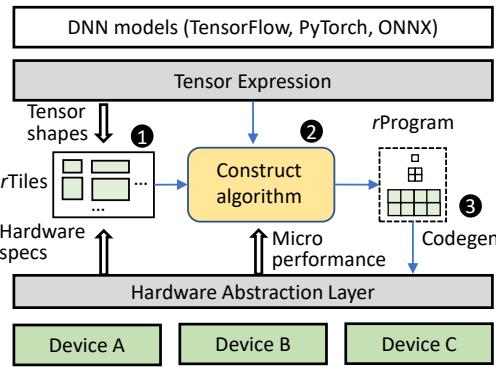 DNN models (TensorFlow, PyTorch, ONNX)
Tensor Expression
Tensor
shapes
1
2
rProgram
rTiles
...
...
Construct
algorithm
3
Hardware
specs
Micro
performance
Codegen
Hardware Abstraction Layer
Device A
Device B
Device C